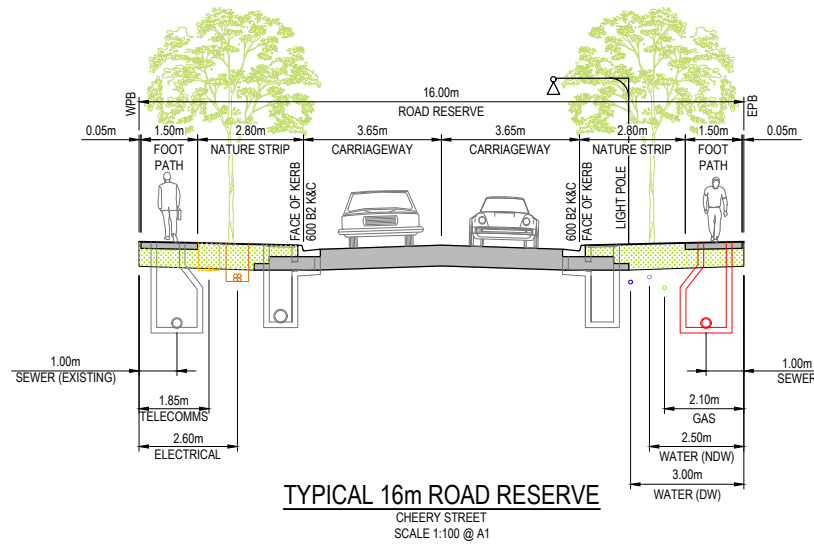 16.00m
ROAD RESERVE
WPB
EPB
0.05m
1.50m
2.80m
3.65m
3.65m
2.80m
1.50m
0.05m
FOOT
PATH
NATURE STRIP
CARRIAGEWAY
CARRIAGEWAY
NATURE STRIP
FOOT
PATH
FACE OF KERB
600 B2 K&C
600 B2 K&C
FACE OF KERB
LIGHT POLE
1.00m
SEWER (EXISTING)
1.85m
TELECOMMS
2.60m
ELECTRICAL
1.00m
SEWER
2.10m
GAS
2.50m
WATER (NDW)
3.00m
WATER (DW)
TYPICAL 16m ROAD RESERVE
CHEERY STREET
SCALE 1:100 @ A1